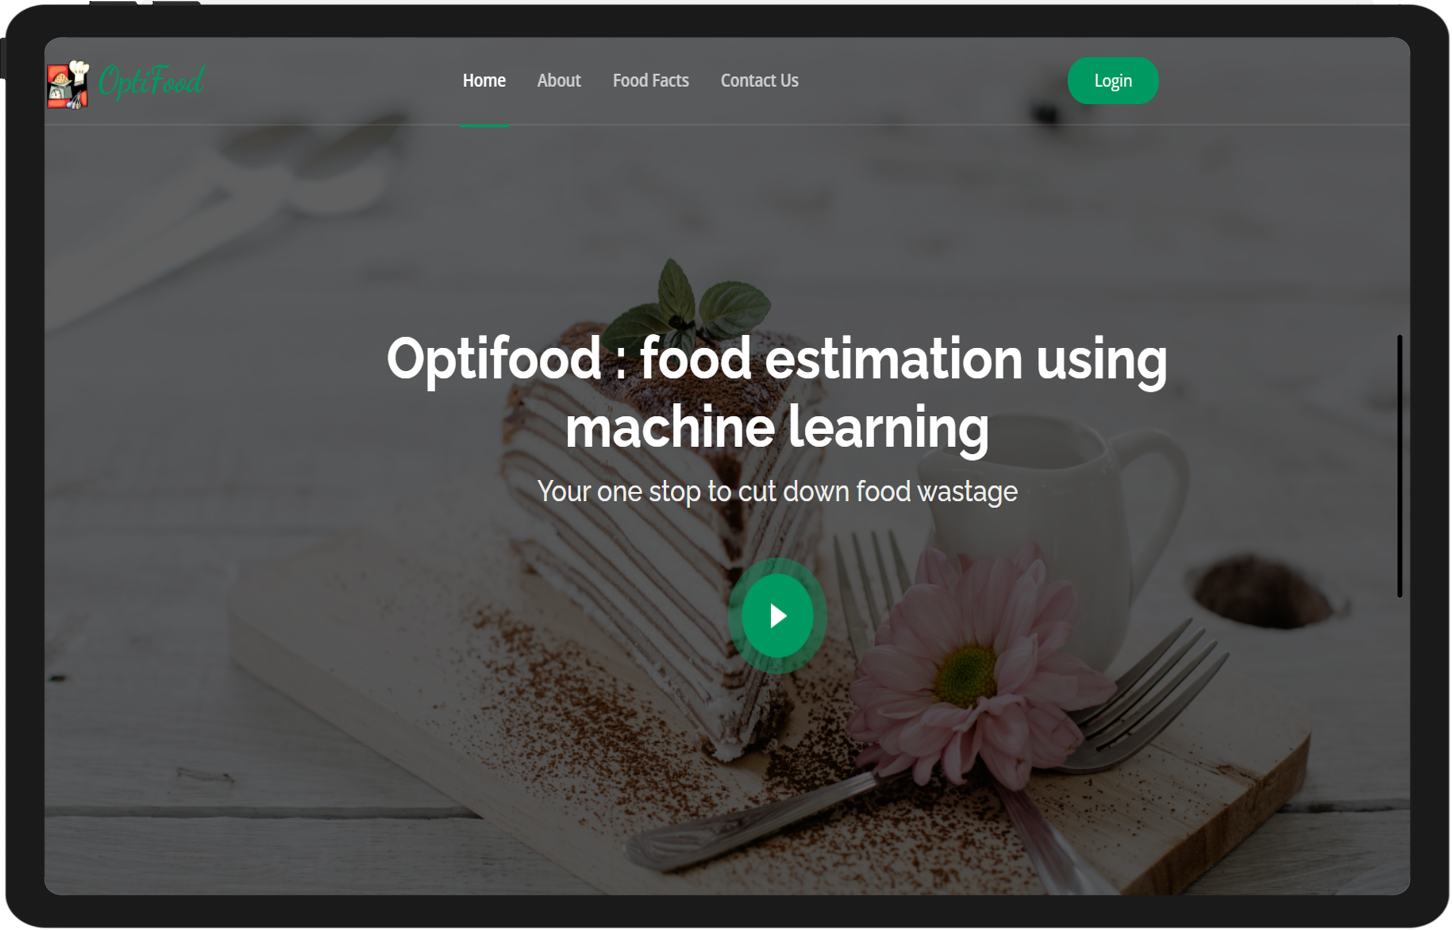 OptiFood
Home About Food Facts Contact Us
Login
Optifood : food estimation using
machine learning
Your one stop to cut down food wastage